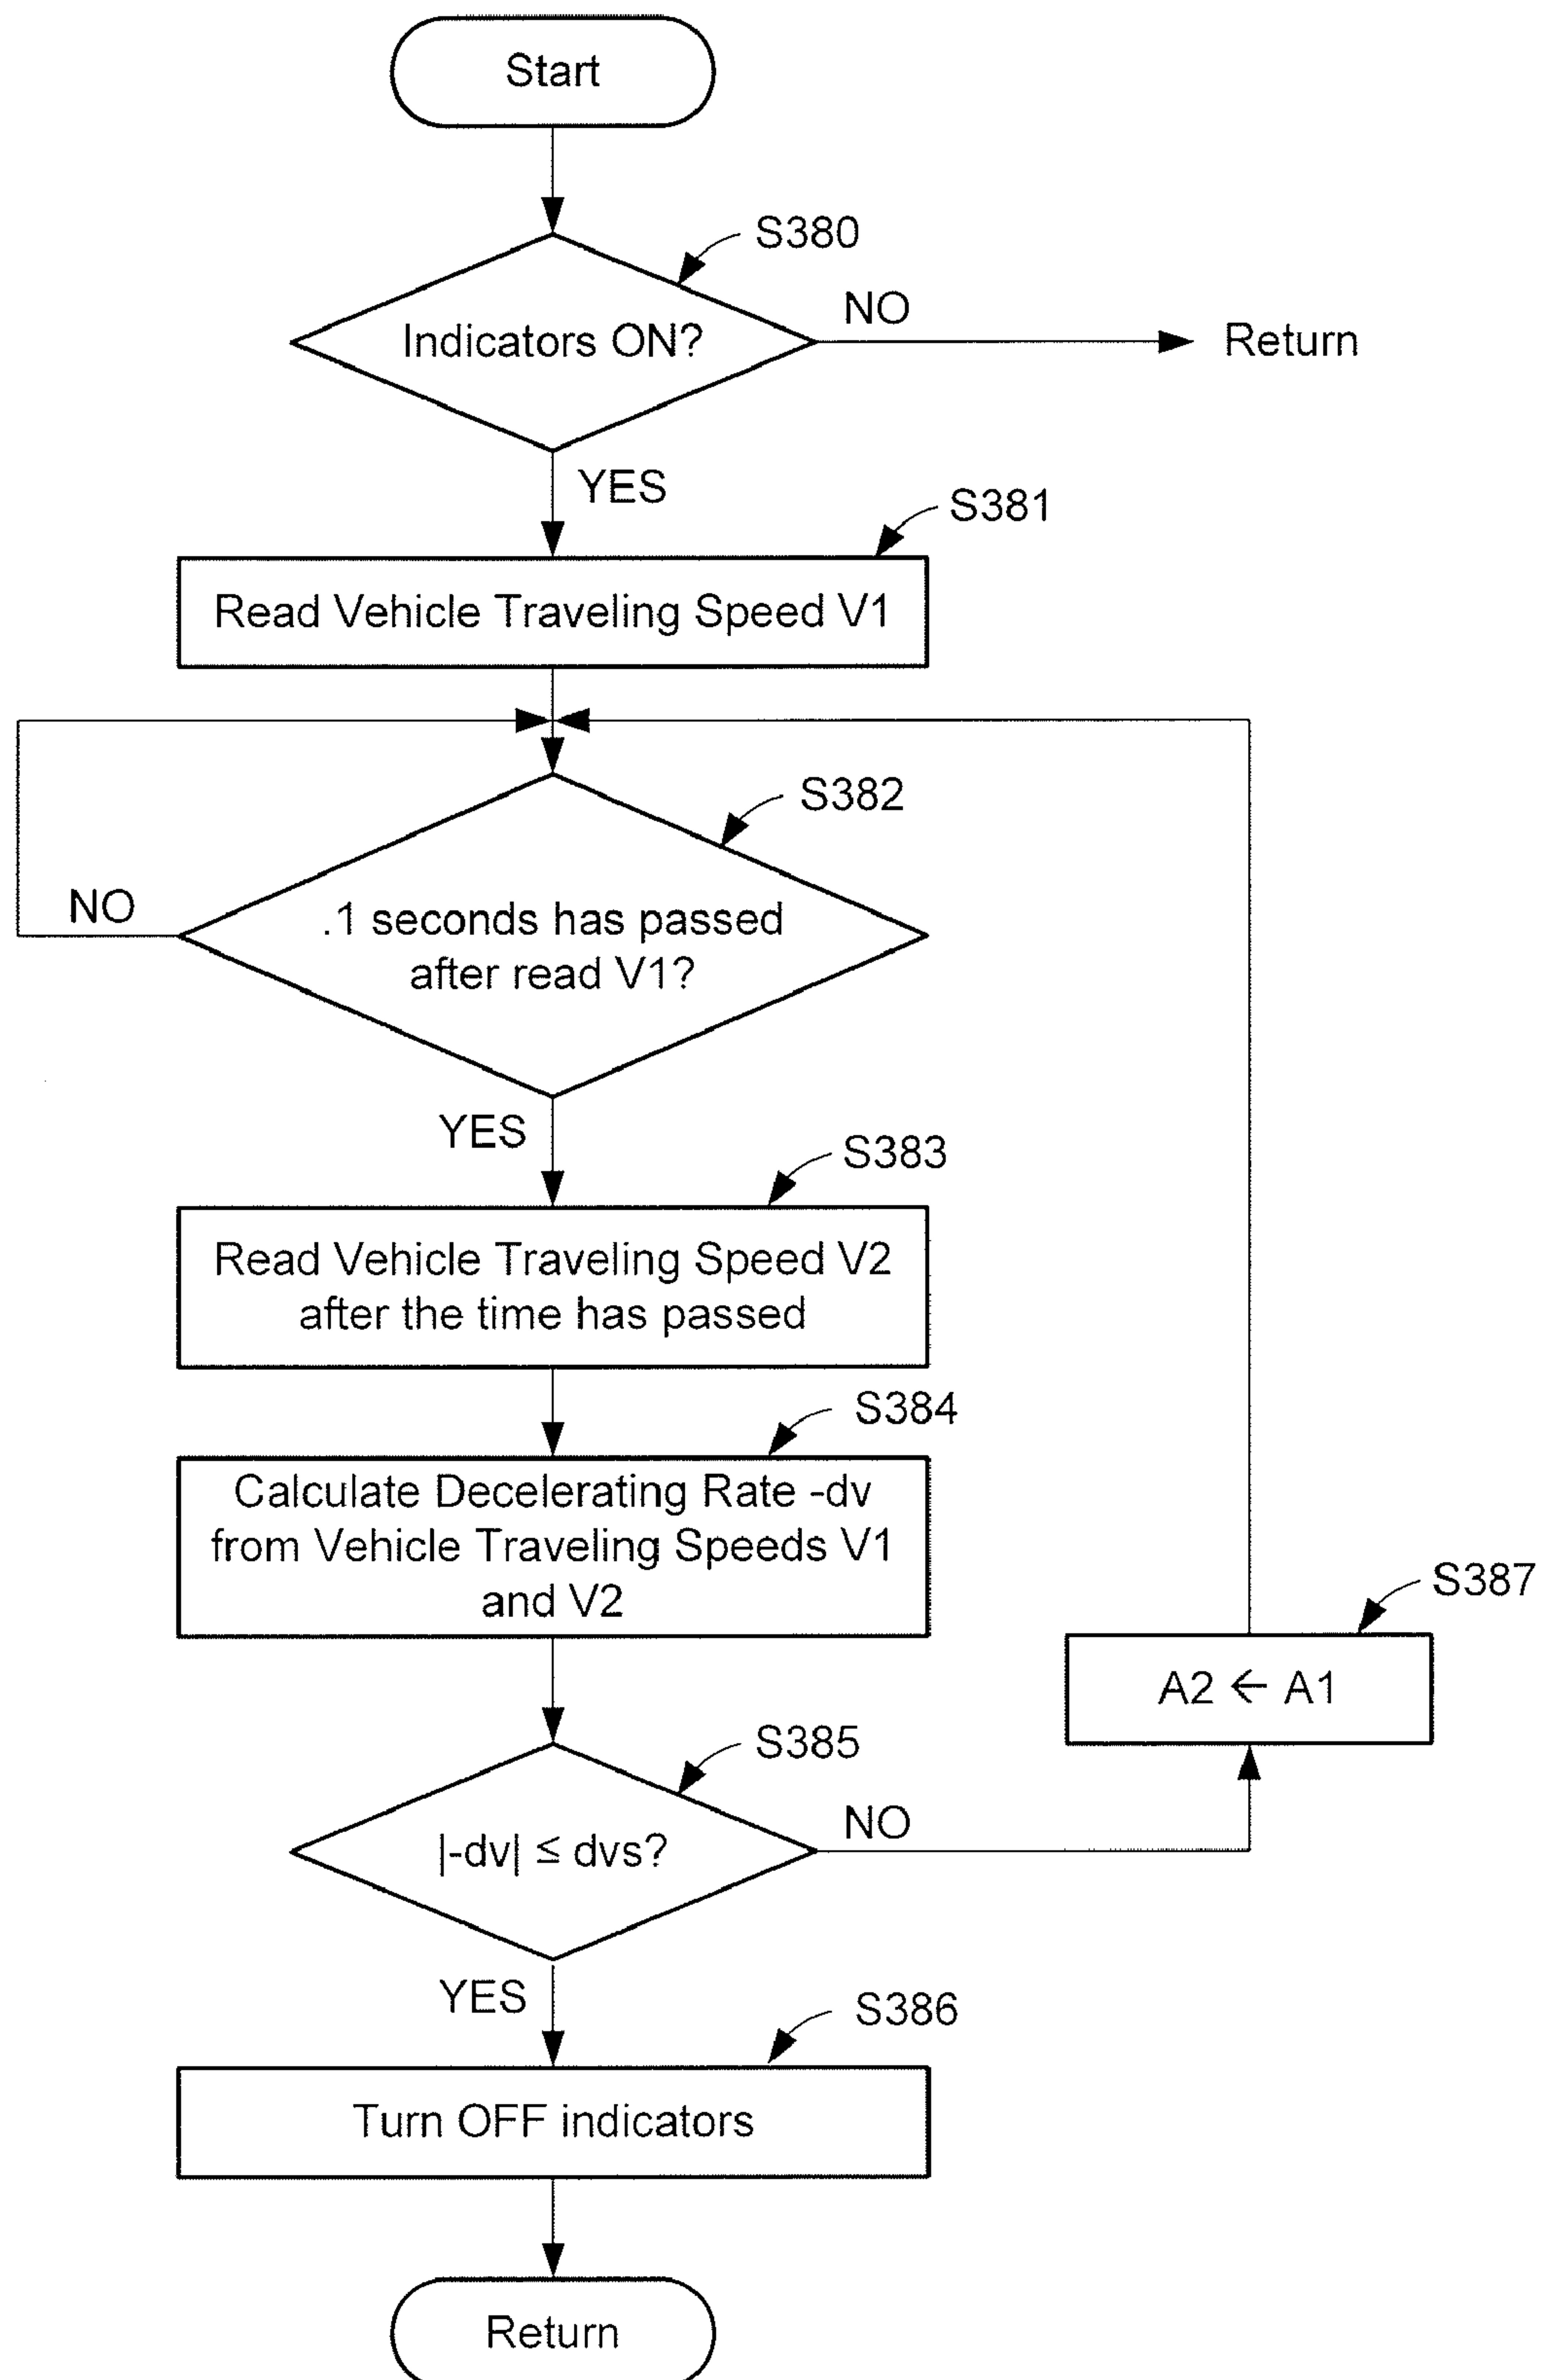 Start
S380
Indicators ON?
NO
Return
YES
S381
Read Vehicle Traveling Speed V1
S382
NO
.1 seconds has passed
after read V1?
YES
S383
Read Vehicle Traveling Speed V2
after the time has passed
S384
Calculate Decelerating Rate -dv
from Vehicle Traveling Speeds V1
and V2
S387
A2 ← A1
S385
|-dv| ≤ dvs?
NO
YES
S386
Turn OFF indicators
Return